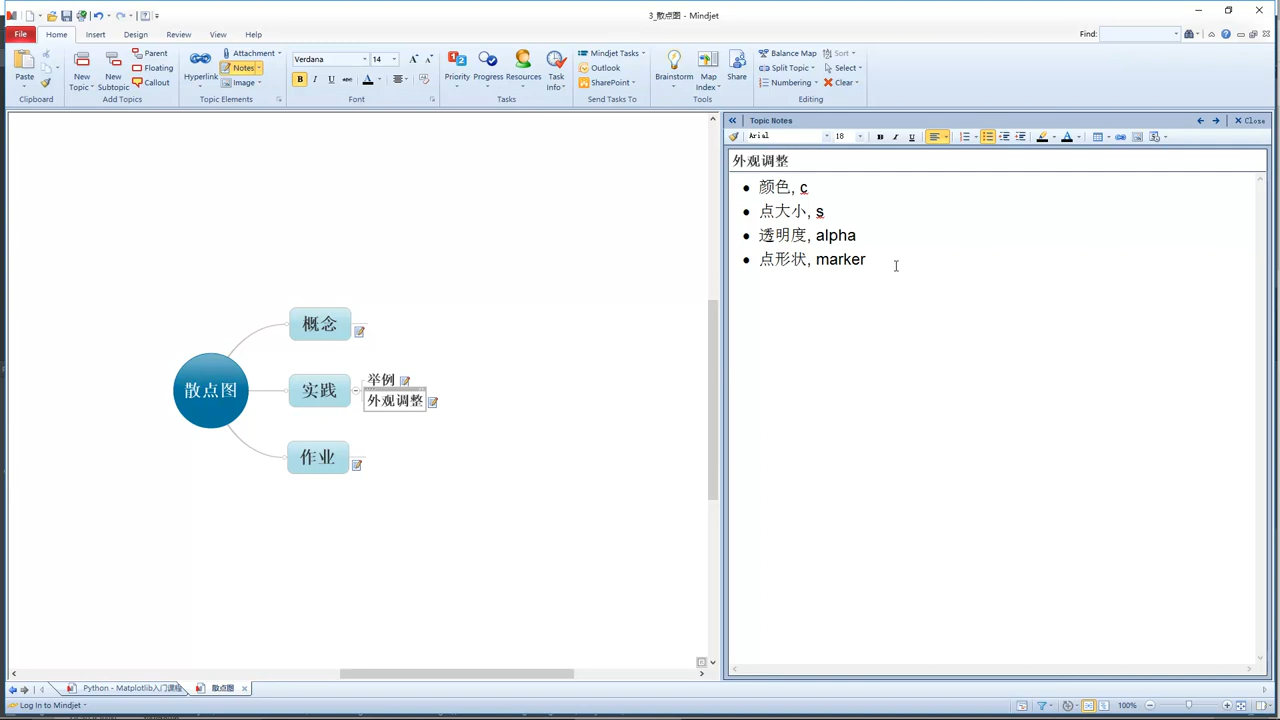 3_散点图 - Mindjet
File
Home
Insert
Design
Review
View
Help
Find:
Paste
Clipboard
New Topic
New Subtopic
Parent
Floating
Callout
Add Topics
Hyperlink
Attachment
Notes
Image
Topic Elements
Verdana
14
B I U abc A
Font
Priority
Progress
Resources
Task Info
Tasks
Mindjet Tasks
Outlook
SharePoint
Send Tasks To
Brainstorm
Map Index
Share
Tools
Balance Map
Split Topic
Numbering
Sort
Select
Clear
Editing
散点图
概念
实践
举例
外观调整
作业
Topic Notes
Close
Arial
18
B I U
外观调整
颜色, c
点大小, s
透明度, alpha
点形状, marker
Python - Matplotlib入门课程
散点图
Log In to Mindjet
100%